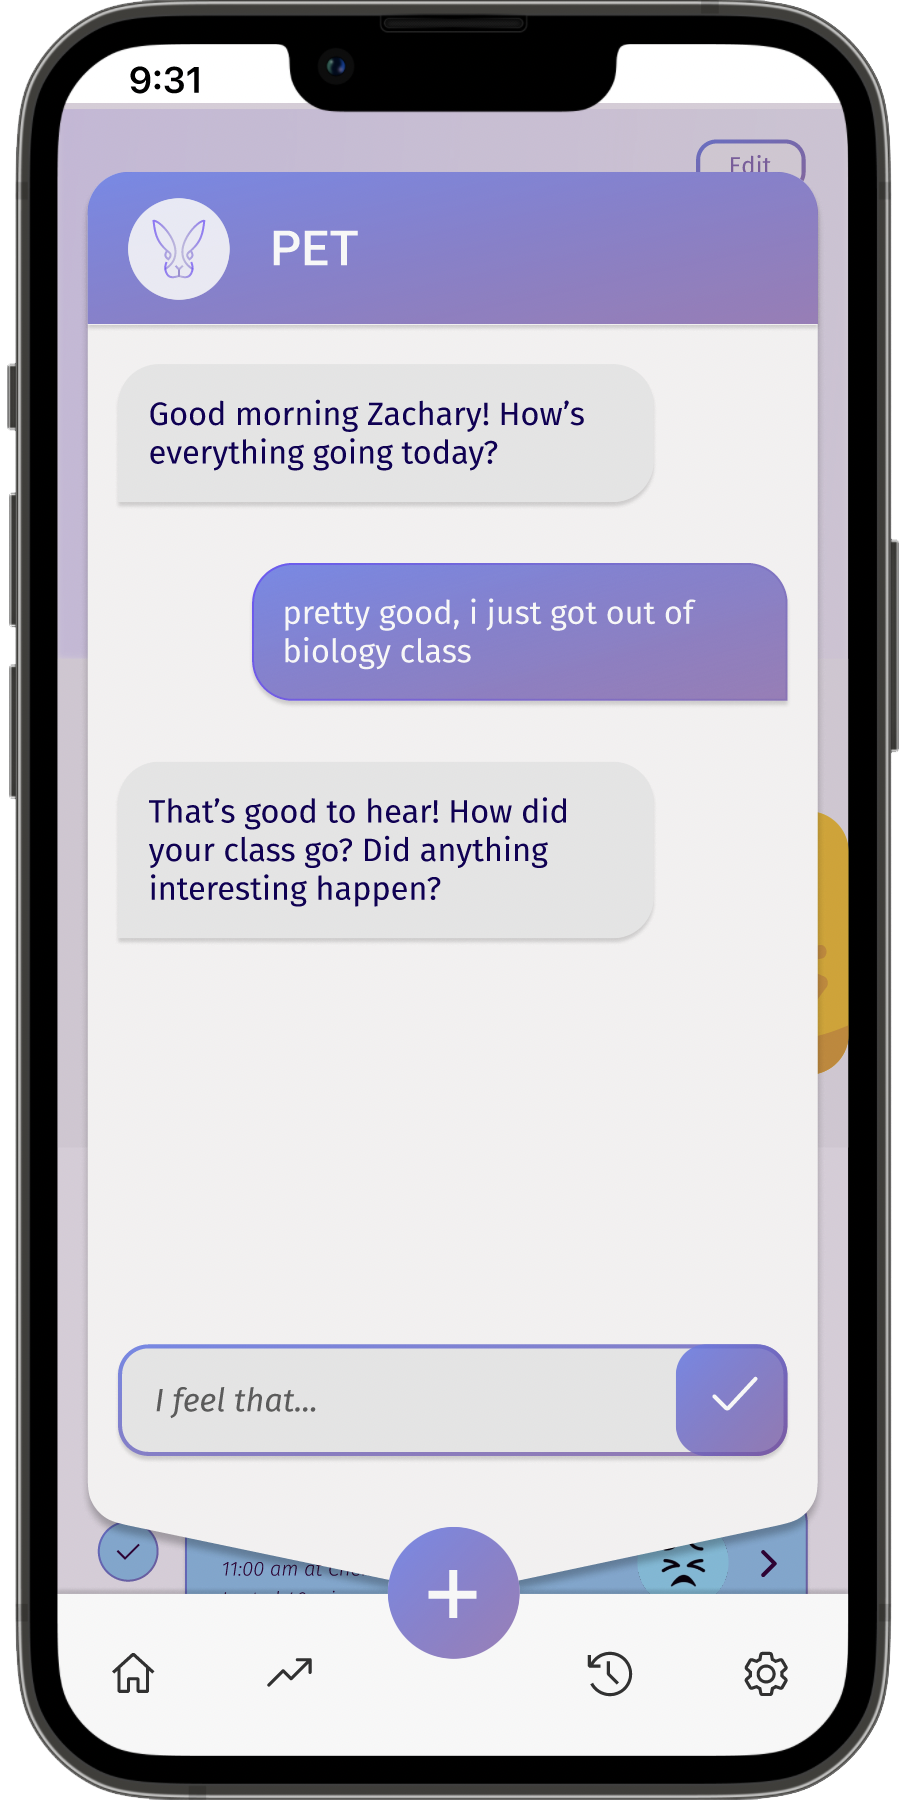 9:31
Edit
PET
Good morning Zachary! How’s
everything going today?
pretty good, i just got out of
biology class
That’s good to hear! How did
your class go? Did anything
interesting happen?
I feel that...
11:00 am at